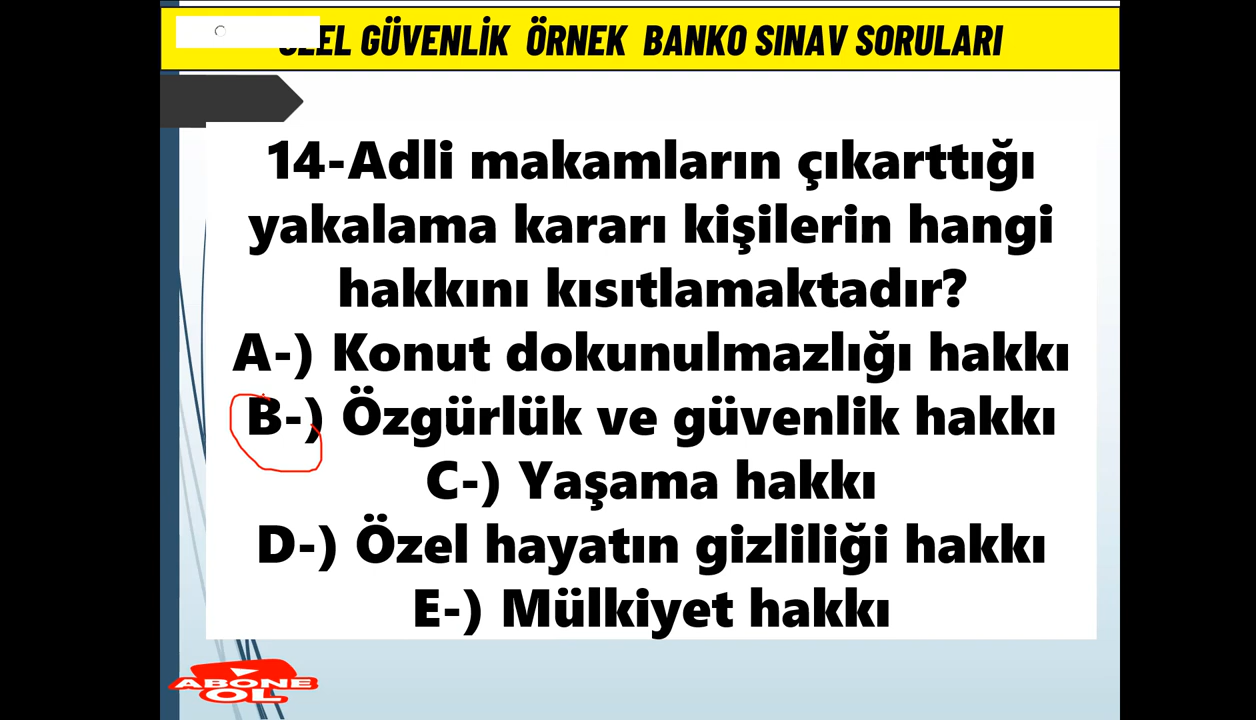 GÜVENLİK ÖRNEK BANKO SINAV SORULARI
14-Adli makamların çıkarttığı
yakalama kararı kişilerin hangi
hakkını kısıtlamaktadır?
A-) Konut dokunulmazlığı hakkı
B-) Özgürlük ve güvenlik hakkı
C-) Yaşama hakkı
D-) Özel hayatın gizliliği hakkı
E-) Mülkiyet hakkı
ABONE
OL